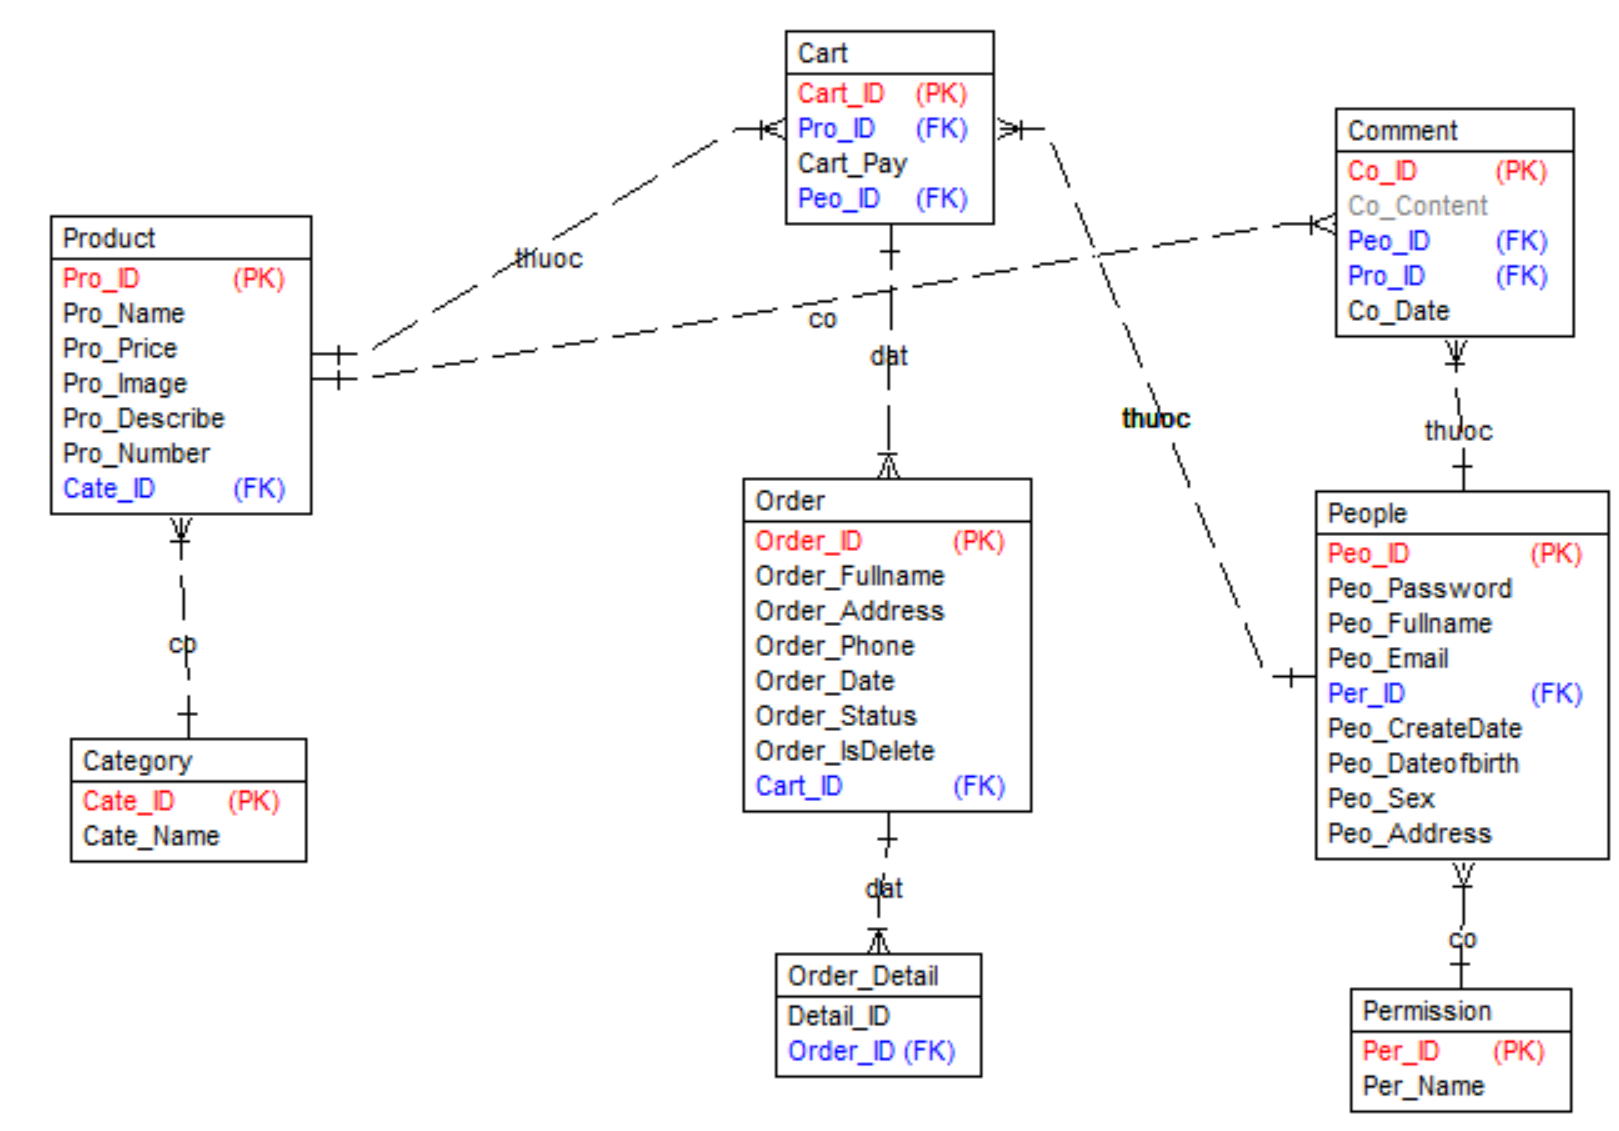 Cart
Cart_ID (PK)
Pro_ID (FK)
Cart_Pay
Peo_ID (FK)
Comment
Co_ID (PK)
Co_Content
Peo_ID (FK)
Pro_ID (FK)
Co_Date
Product
Pro_ID (PK)
Pro_Name
Pro_Price
Pro_Image
Pro_Describe
Pro_Number
Cate_ID (FK)
thuoc
co
dat
thuoc
thuoc
Order
Order_ID (PK)
Order_Fullname
Order_Address
Order_Phone
Order_Date
Order_Status
Order_IsDelete
Cart_ID (FK)
People
Peo_ID (PK)
Peo_Password
Peo_Fullname
Peo_Email
Per_ID (FK)
Peo_CreateDate
Peo_Dateofbirth
Peo_Sex
Peo_Address
co
Category
Cate_ID (PK)
Cate_Name
dat
co
Order_Detail
Detail_ID
Order_ID (FK)
Permission
Per_ID (PK)
Per_Name